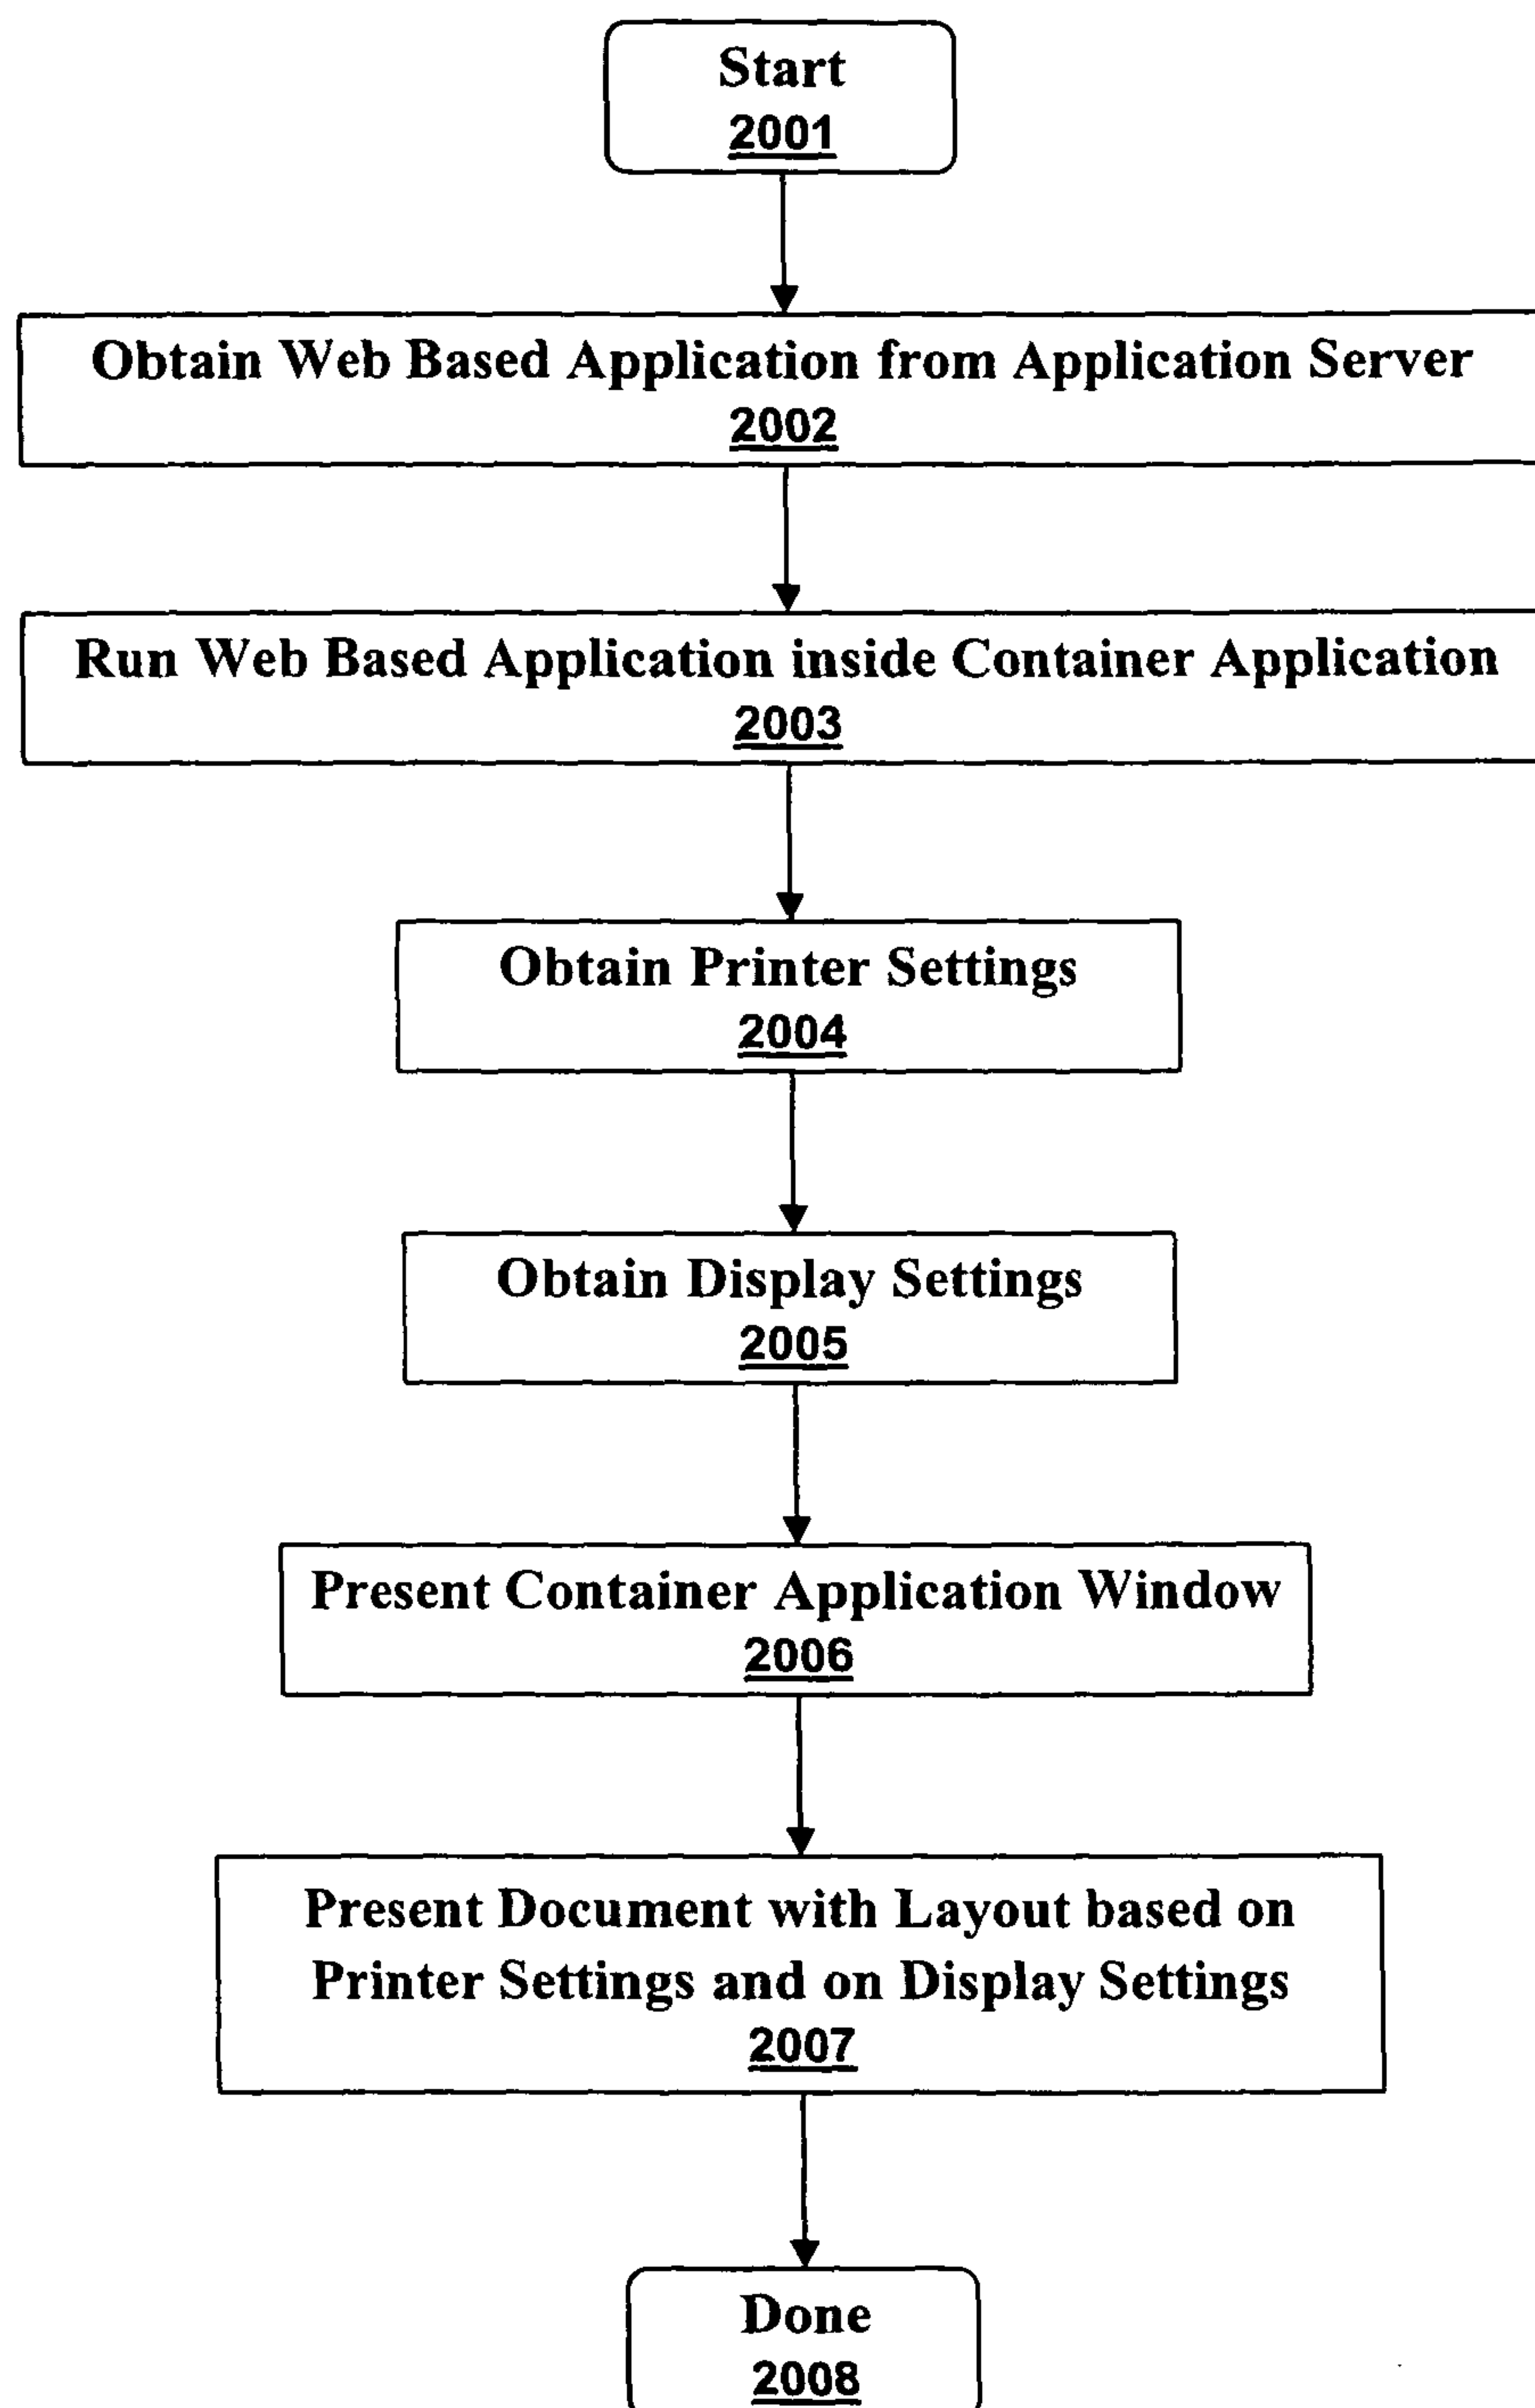 Start
2001
Obtain Web Based Application from Application Server
2002
Run Web Based Application inside Container Application
2003
Obtain Printer Settings
2004
Obtain Display Settings
2005
Present Container Application Window
2006
Present Document with Layout based on
Printer Settings and on Display Settings
2007
Done
2008